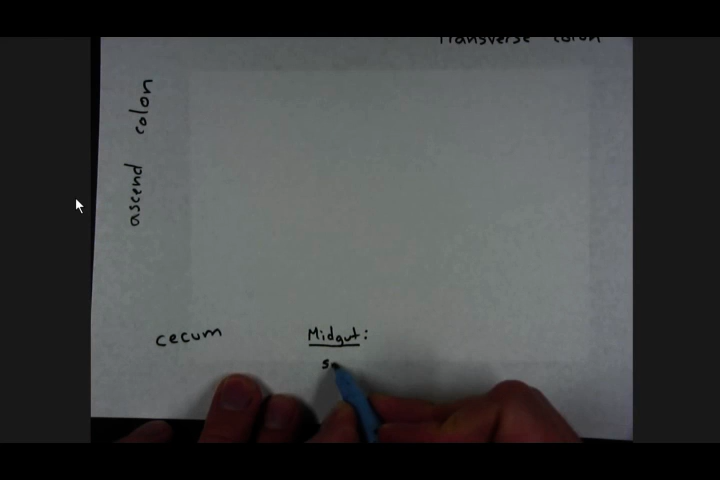 Transverse colon
ascend colon
cecum
Midgut:
s